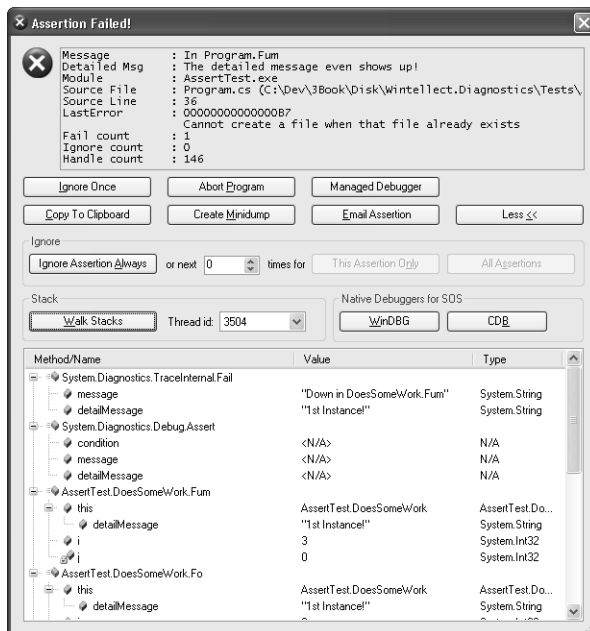 Assertion Failed!
Message : In Program.Fum
Detailed Msg : The detailed message even shows up!
Module : AssertTest.exe
Source File : Program.cs (C:\Dev\3Book\Disk\Wintellect.Diagnostics\Tests\.
Source Line : 36
LastError : 00000000000000B7
Cannot create a file when that file already exists
Fail count : 1
Ignore count : 0
Handle count : 146
Ignore Once Abort Program Managed Debugger
Copy To Clipboard Create Minidump Email Assertion Less <<
Ignore
Ignore Assertion Always or next 0 times for This Assertion Only All Assertions
Stack Native Debuggers for SOS
Walk Stacks Thread id: 3504 WinDBG CDB
Method/Name Value Type
System.Diagnostics.TraceInternal.Fail
message "Down in DoesSomeWork.Fum" System.String
detailMessage "1st Instance!" System.String
System.Diagnostics.Debug.Assert
condition <N/A> N/A
message <N/A> N/A
detailMessage <N/A> N/A
AssertTest.DoesSomeWork.Fum
this AssertTest.DoesSomeWork AssertTest.Do...
detailMessage "1st Instance!" System.String
i 3 System.Int32
j 0 System.Int32
AssertTest.DoesSomeWork.Fo
this AssertTest.DoesSomeWork AssertTest.Do...
detailMessage "1st Instance!" System.String